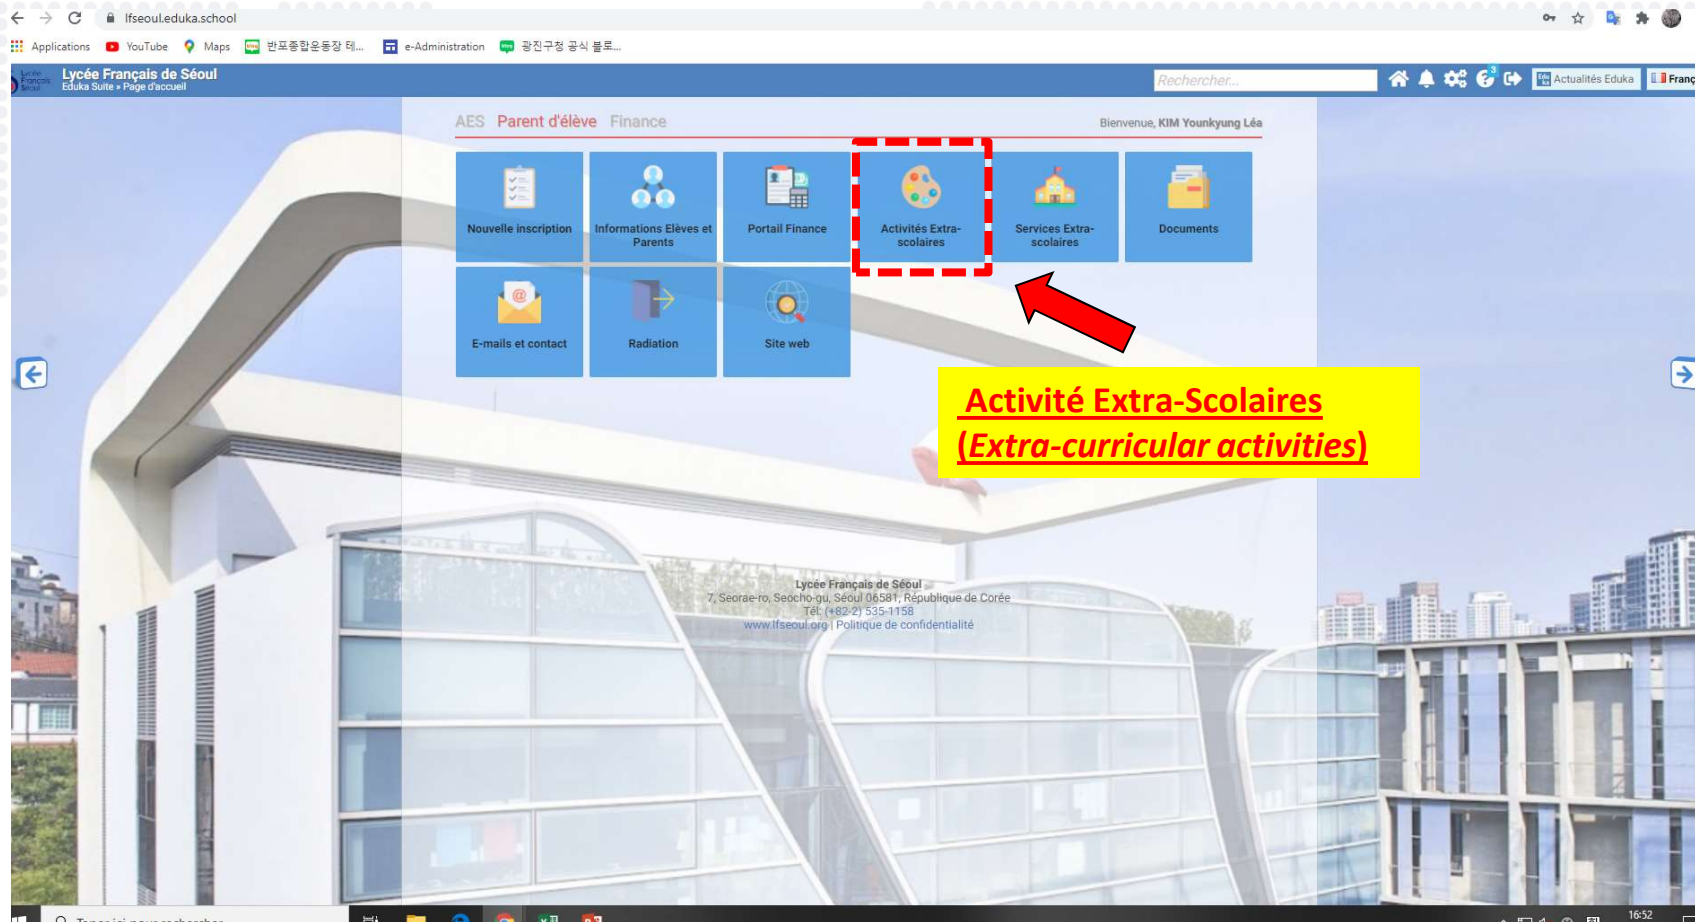 lfseoul.eduka.school
Applications YouTube Maps 반포종합운동장 테... e-Administration 광진구청 공식 블로...
Lycée Français de Séoul
Eduka Suite » Page d'accueil
Rechercher...
3
Actualités Eduka
Franç
AES Parent d'élève Finance
Bienvenue, KIM Younkyung Léa
Nouvelle inscription
Informations Elèves et
Parents
Portail Finance
Activités Extra-
scolaires
Services Extra-
scolaires
Documents
E-mails et contact
Radiation
Site web
Activité Extra-Scolaires
(Extra-curricular activities)
Lycée Français de Séoul
7, Seorae-ro, Seocho-gu, Séoul 06581, République de Corée
Tél: (+82-2) 535-1158
www.lfseoul.org | Politique de confidentialité
16:52